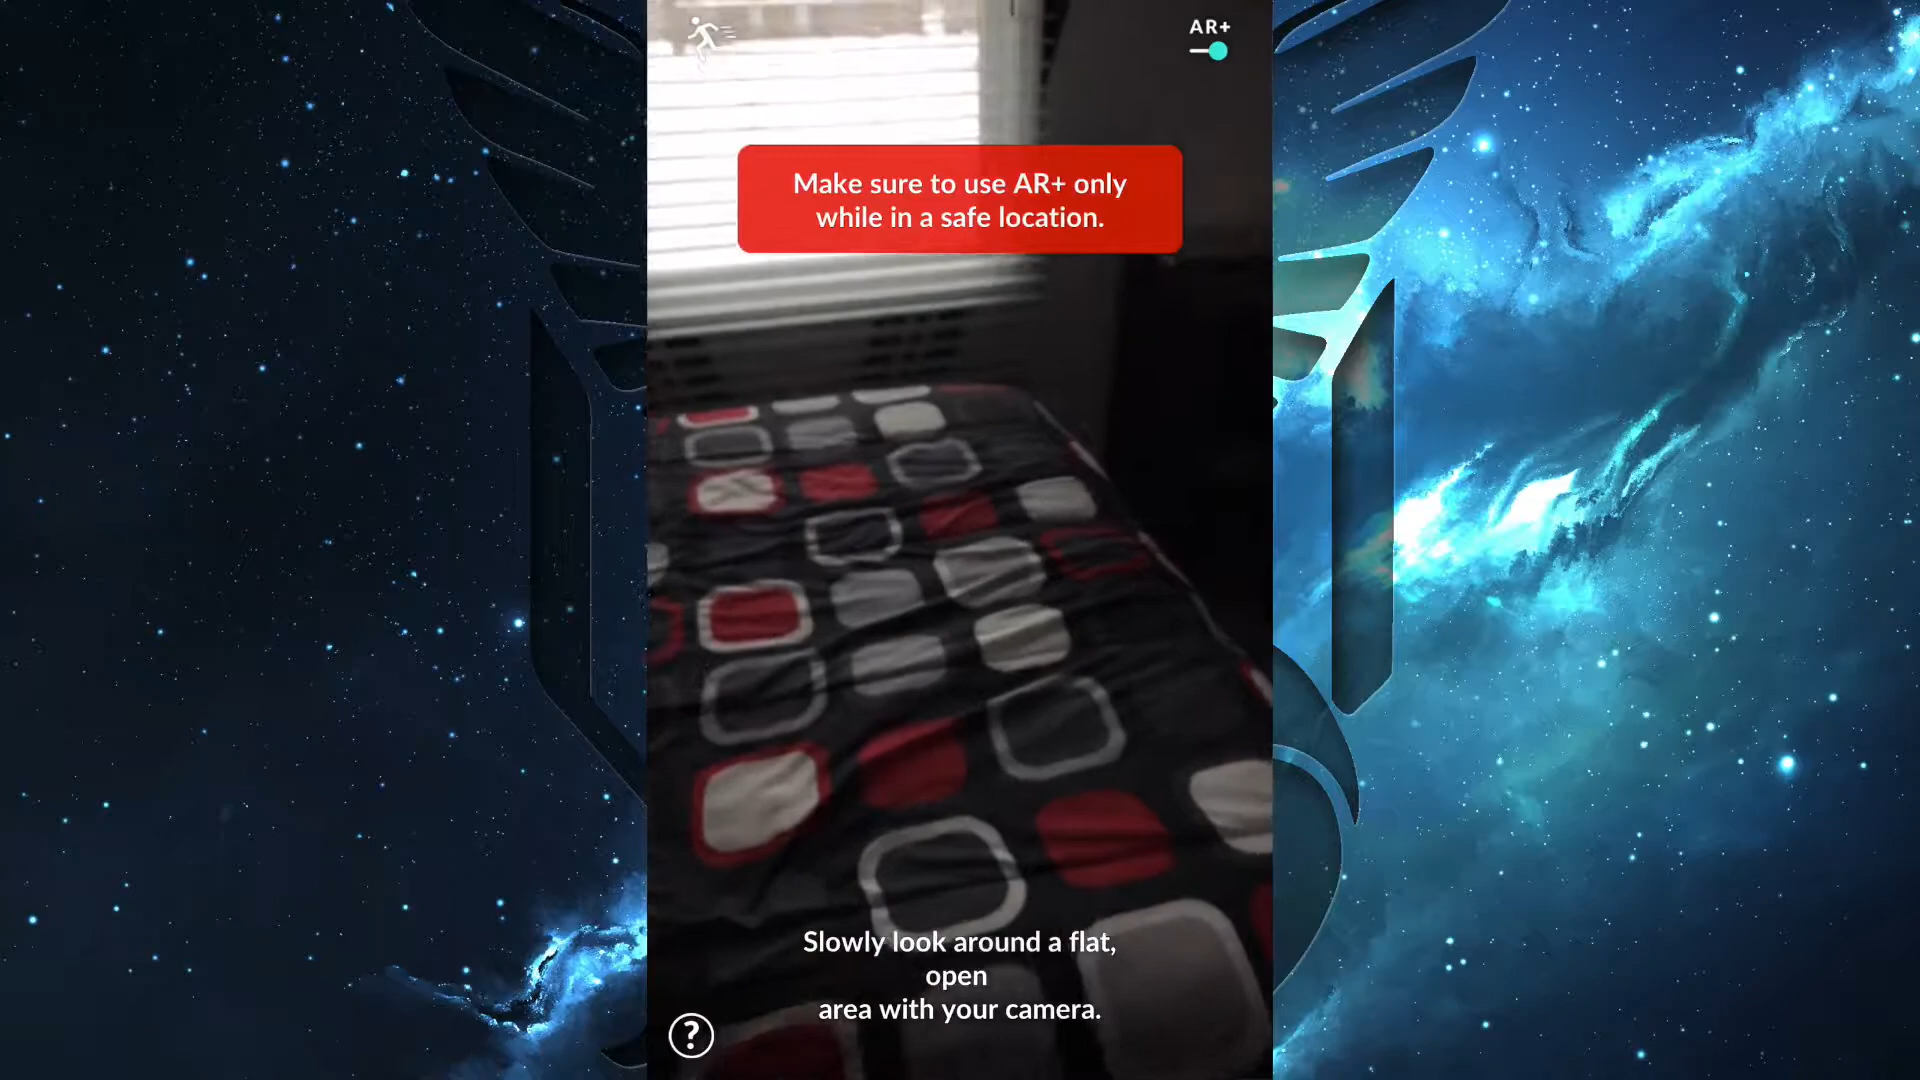 AR+
Make sure to use AR+ only
while in a safe location.
Slowly look around a flat,
open
area with your camera.
?